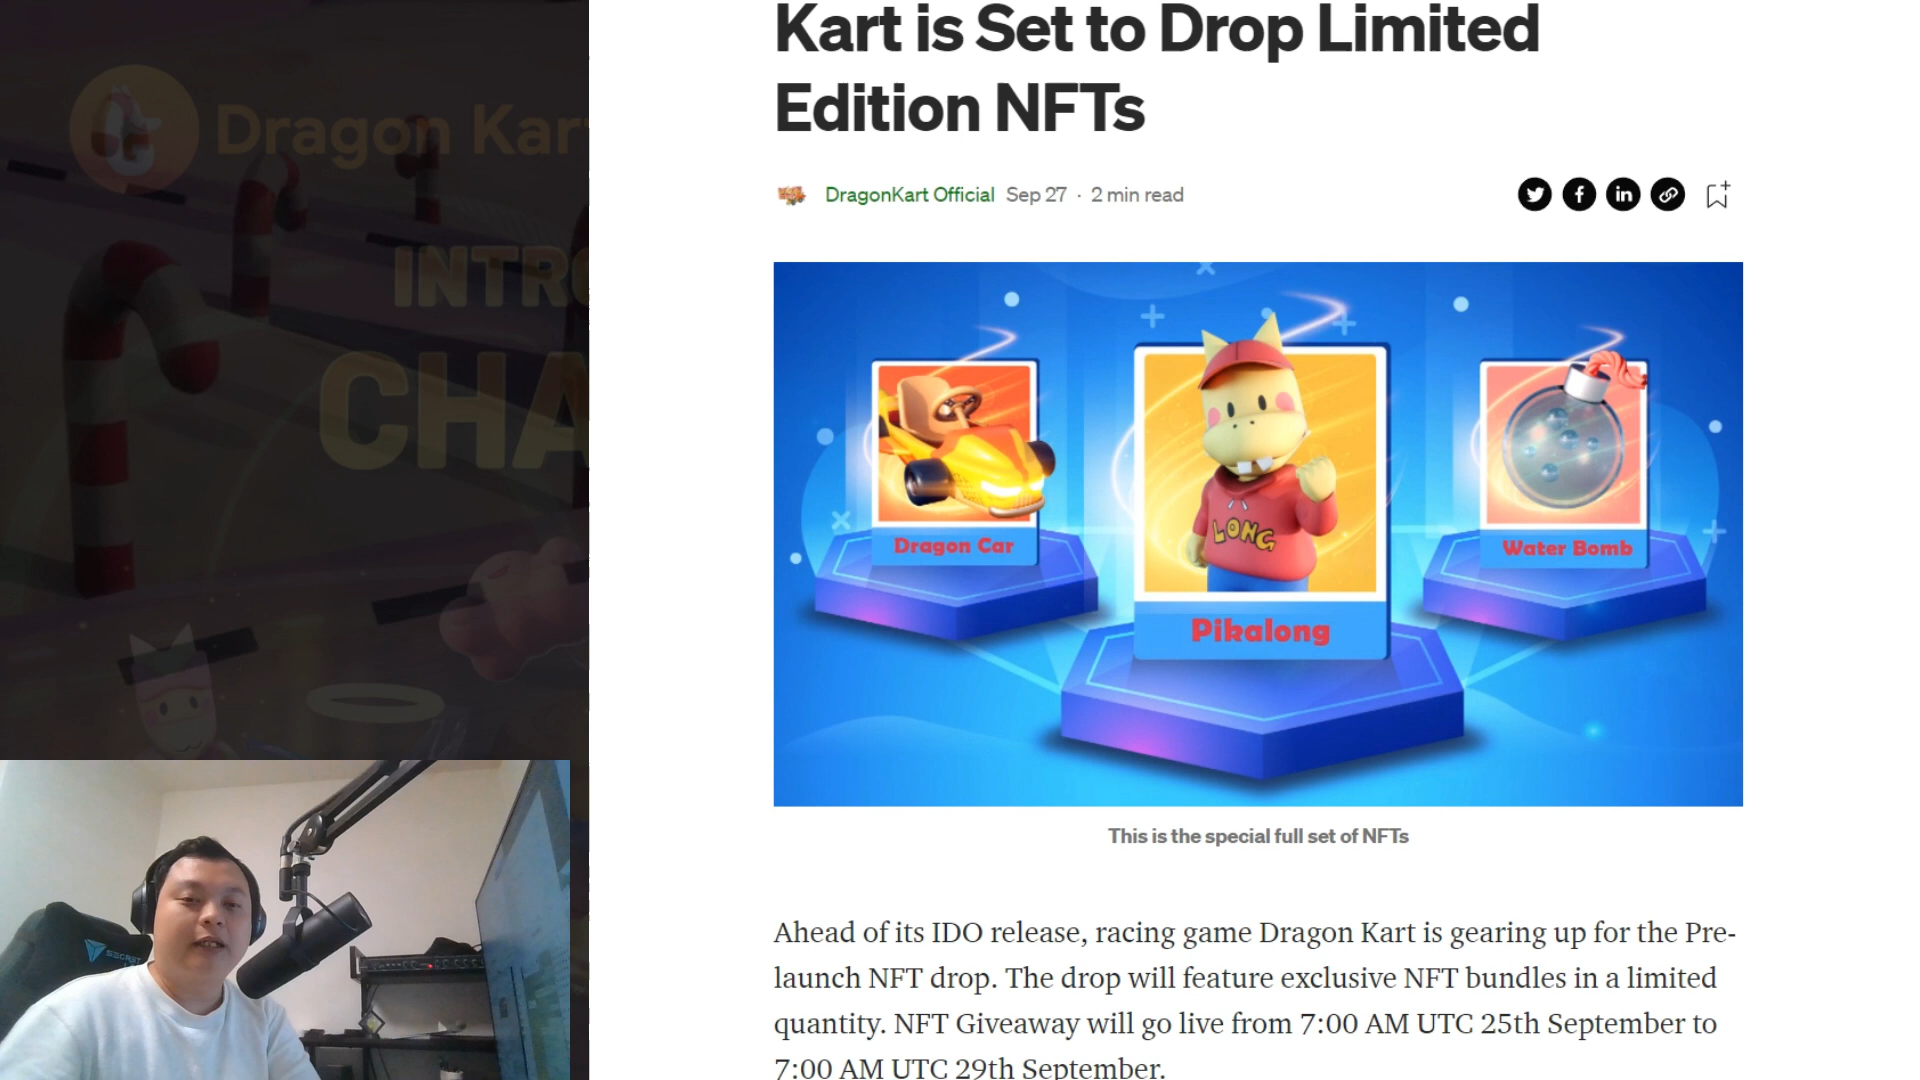 Dragon Kar
INTRO
CHA
Kart is Set to Drop Limited
Edition NFTs
DragonKart Official Sep 27 · 2 min read
Dragon Car
LONG
Pikalong
Water Bomb
This is the special full set of NFTs
Ahead of its IDO release, racing game Dragon Kart is gearing up for the Pre-
launch NFT drop. The drop will feature exclusive NFT bundles in a limited
quantity. NFT Giveaway will go live from 7:00 AM UTC 25th September to
7:00 AM UTC 29th September.